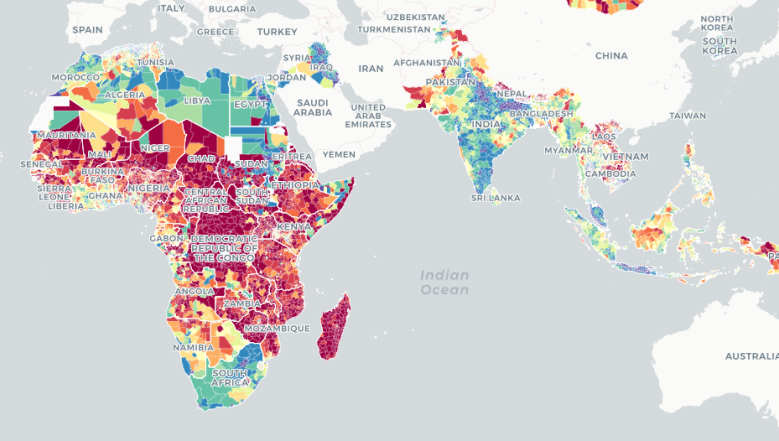 ITALY
BULGARIA
SPAIN
GREECE
TURKEY
UZBEKISTAN
TURKMENISTAN
NORTH
KOREA
SOUTH
KOREA
TUNISIA
SYRIA
IRAQ
IRAN
AFGHANISTAN
CHINA
MOROCCO
JORDAN
PAKISTAN
ALGERIA
LIBYA
EGYPT
SAUDI
ARABIA
UNITED
ARAB
EMIRATES
NEPAL
BANGLADESH
INDIA
TAIWAN
MAURITANIA
MALI
NIGER
CHAD
SUDAN
ERITREA
YEMEN
MYANMAR
LAOS
VIETNAM
CAMBODIA
SENEGAL
BURKINA
FASO
SIERRA
LEONE
LIBERIA
GHANA
NIGERIA
CENTRAL
AFRICAN
REPUBLIC
SOUTH
SUDAN
ETHIOPIA
SRI LANKA
GABON
DEMOCRATIC
REPUBLIC OF
THE CONGO
KENYA
PA
Indian
Ocean
ANGOLA
ZAMBIA
MOZAMBIQUE
NAMIBIA
SOUTH
AFRICA
AUSTRALIA